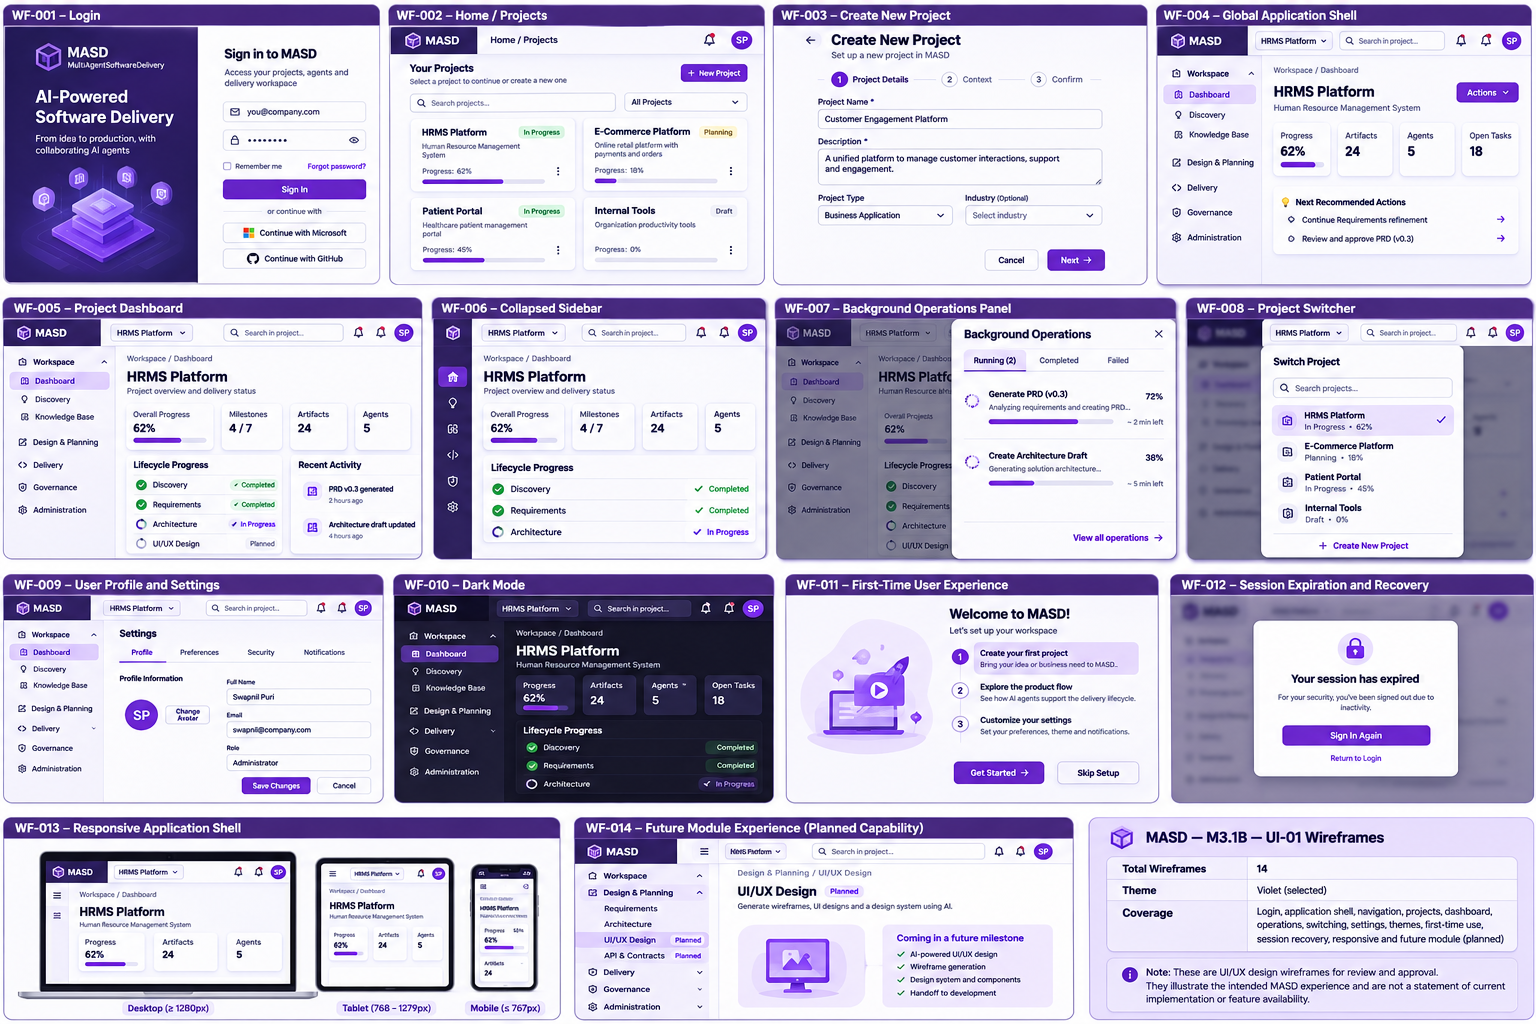 WF-001 – Login
MASD
MultiAgentSoftwareDelivery
AI-Powered
Software Delivery
From idea to production, with
collaborating AI agents
Sign in to MASD
Access your projects, agents and
delivery workspace
you@company.com
••••••••
Remember me
Forgot password?
Sign In
or continue with
Continue with Microsoft
Continue with GitHub
WF-002 – Home / Projects
MASD
Home / Projects
SP
Your Projects
Select a project to continue or create a new one
+ New Project
Search projects...
All Projects
HRMS Platform
In Progress
Human Resource Management
System
Progress: 62%
E-Commerce Platform
Planning
Online retail platform with
payments and orders
Progress: 18%
Patient Portal
In Progress
Healthcare patient management
portal
Progress: 45%
Internal Tools
Draft
Organization productivity tools
Progress: 0%
WF-003 – Create New Project
← Create New Project
Set up a new project in MASD
1 Project Details
2 Context
3 Confirm
Project Name *
Customer Engagement Platform
Description *
A unified platform to manage customer interactions, support
and engagement.
Project Type
Business Application
Industry (Optional)
Select industry
Cancel
Next →
WF-004 – Global Application Shell
MASD
HRMS Platform
Search in project...
SP
Workspace
Dashboard
Discovery
Knowledge Base
Design & Planning
Delivery
Governance
Administration
Workspace / Dashboard
HRMS Platform
Human Resource Management System
Actions
Progress
62%
Artifacts
24
Agents
5
Open Tasks
18
Next Recommended Actions
Continue Requirements refinement →
Review and approve PRD (v0.3) →
WF-005 – Project Dashboard
MASD
HRMS Platform
Search in project...
SP
Workspace
Dashboard
Discovery
Knowledge Base
Design & Planning
Delivery
Governance
Administration
Workspace / Dashboard
HRMS Platform
Project overview and delivery status
Overall Progress
62%
Milestones
4 / 7
Artifacts
24
Agents
5
Lifecycle Progress
Discovery ✓ Completed
Requirements ✓ Completed
Architecture ✓ In Progress
UI/UX Design Planned
Recent Activity
PRD v0.3 generated
2 hours ago
Architecture draft updated
4 hours ago
WF-006 – Collapsed Sidebar
HRMS Platform
Search in project...
SP
Workspace / Dashboard
HRMS Platform
Project overview and delivery status
Overall Progress
62%
Milestones
4 / 7
Artifacts
24
Agents
5
Lifecycle Progress
Discovery ✓ Completed
Requirements ✓ Completed
Architecture ✓ In Progress
WF-007 – Background Operations Panel
MASD
HRMS Platform
Workspace
Dashboard
Discovery
Knowledge Base
Design & Planning
Delivery
Governance
Administration
Workspace / Dashboard
HRMS Platf
Human Resource
Overall Progress
62%
Lifecycle Progress
Discovery
Requirements
Architecture
UI/UX Design
Background Operations
Running (2)
Completed
Failed
Generate PRD (v0.3) 72%
Analyzing requirements and creating PRD...
~ 2 min left
Create Architecture Draft 38%
Generating solution architecture...
~ 5 min left
View all operations →
WF-008 – Project Switcher
HRMS Platform
Search in project...
SP
Switch Project
Search projects...
HRMS Platform
In Progress • 62%
E-Commerce Platform
Planning • 18%
Patient Portal
In Progress • 45%
Internal Tools
Draft • 0%
+ Create New Project
WF-009 – User Profile and Settings
MASD
HRMS Platform
Search in project...
SP
Workspace
Dashboard
Discovery
Knowledge Base
Design & Planning
Delivery
Governance
Administration
Settings
Profile
Preferences
Security
Notifications
Profile Information
SP
Change
Avatar
Full Name
Swapnil Puri
Email
swapnil@company.com
Role
Administrator
Save Changes
Cancel
WF-010 – Dark Mode
MASD
HRMS Platform
Search in project...
SP
Workspace
Dashboard
Discovery
Knowledge Base
Design & Planning
Delivery
Governance
Administration
Workspace / Dashboard
HRMS Platform
Human Resource Management System
Progress
62%
Artifacts
24
Agents
5
Open Tasks
18
Lifecycle Progress
Discovery Completed
Requirements Completed
Architecture ✓ In Progress
WF-011 – First-Time User Experience
Welcome to MASD!
Let's set up your workspace
1 Create your first project
Bring your idea or business need to MASD..
2 Explore the product flow
See how AI agents support the delivery lifecycle.
3 Customize your settings
Set your preferences, theme and notifications.
Get Started →
Skip Setup
WF-012 – Session Expiration and Recovery
Your session has expired
For your security, you've been signed out due to
inactivity.
Sign In Again
Return to Login
WF-013 – Responsive Application Shell
MASD
HRMS Platform
SP
Workspace / Dashboard
HRMS Platform
Human Resource Management System
Progress
62%
Artifacts
24
Agents
5
Desktop (≥ 1280px)
HRMS Platform
SP
Workspace / Dashboard
HRMS Platform
Human Resource Management System
Progress
62%
Artifacts
24
Agents
5
Tablet (768 – 1279px)
HRMS Platform
Progress
62%
Artifacts
24
Mobile (≤ 767px)
WF-014 – Future Module Experience (Planned Capability)
MASD
Platform
Search in project...
SP
Workspace
Design & Planning
Requirements
Architecture
UI/UX Design Planned
API & Contracts Planned
Delivery
Governance
Administration
Design & Planning / UI/UX Design
UI/UX Design Planned
Generate wireframes, UI designs and a design system using AI.
Coming in a future milestone
✓ AI-powered UI/UX design
✓ Wireframe generation
✓ Design system and components
✓ Handoff to development
MASD — M3.1B — UI-01 Wireframes
Total Wireframes 14
Theme Violet (selected)
Coverage Login, application shell, navigation, projects, dashboard,
operations, switching, settings, themes, first-time use,
session recovery, responsive and future module (planned)
Note: These are UI/UX design wireframes for review and approval.
They illustrate the intended MASD experience and are not a statement of current
implementation or feature availability.